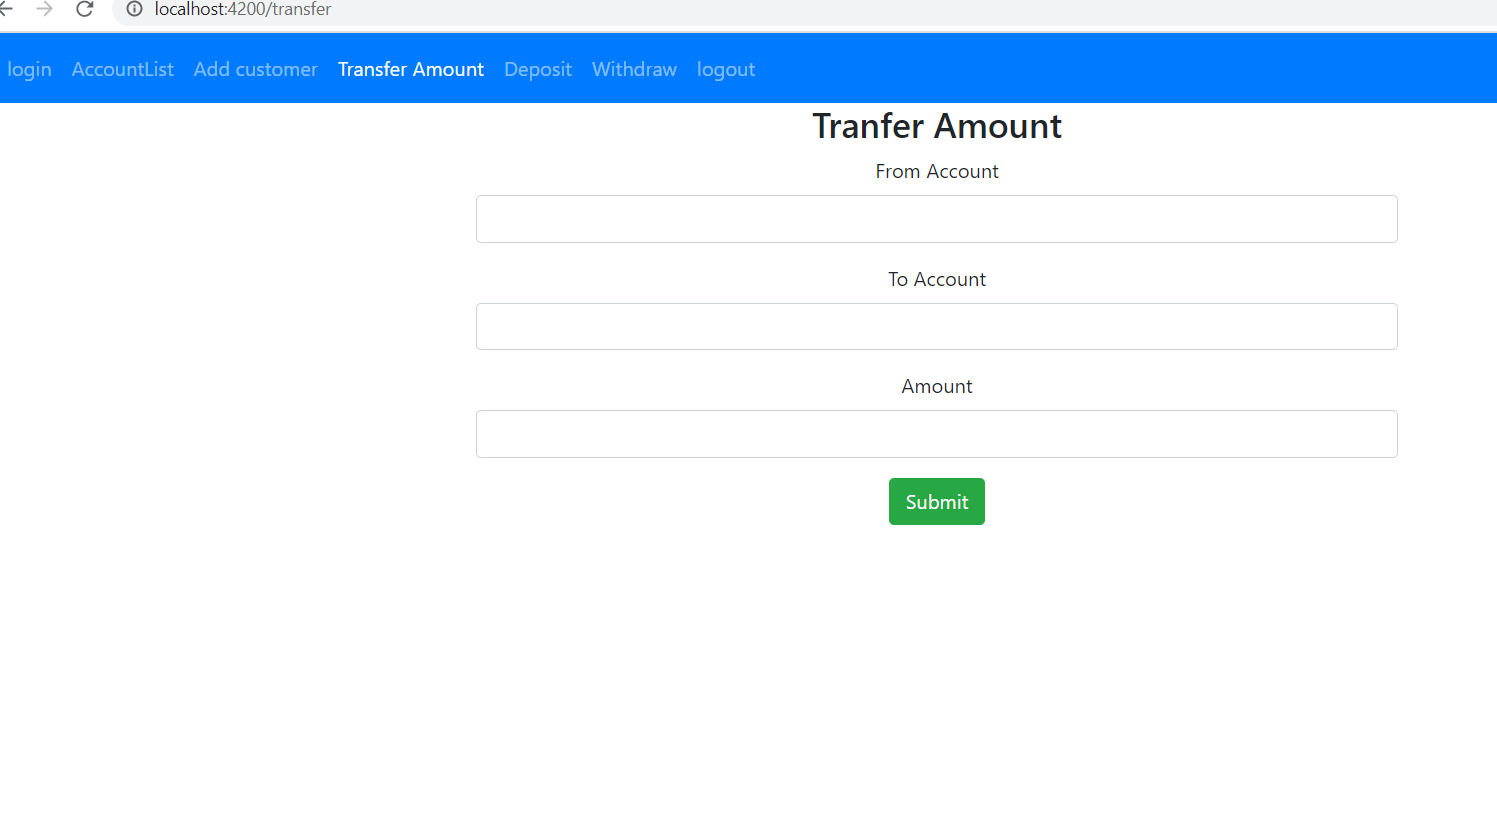 localhost:4200/transfer
login AccountList Add customer Transfer Amount Deposit Withdraw logout
Tranfer Amount
From Account
To Account
Amount
Submit